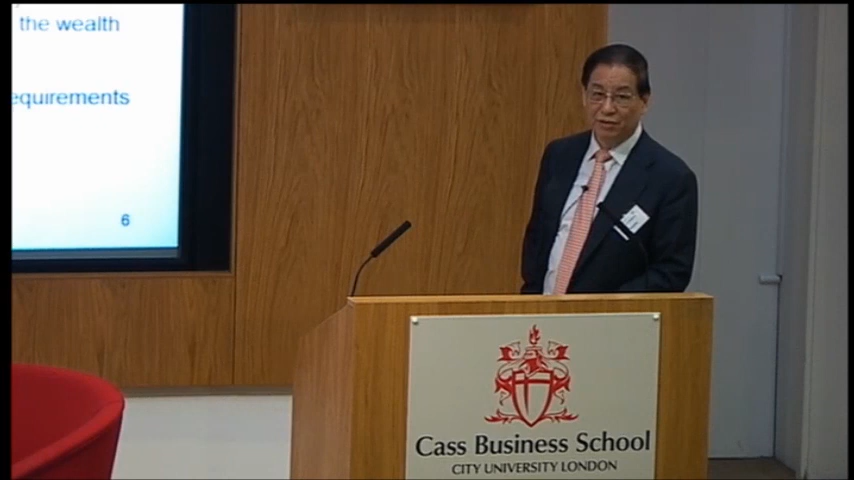 the wealth
equirements
6
Cass Business School
CITY UNIVERSITY LONDON